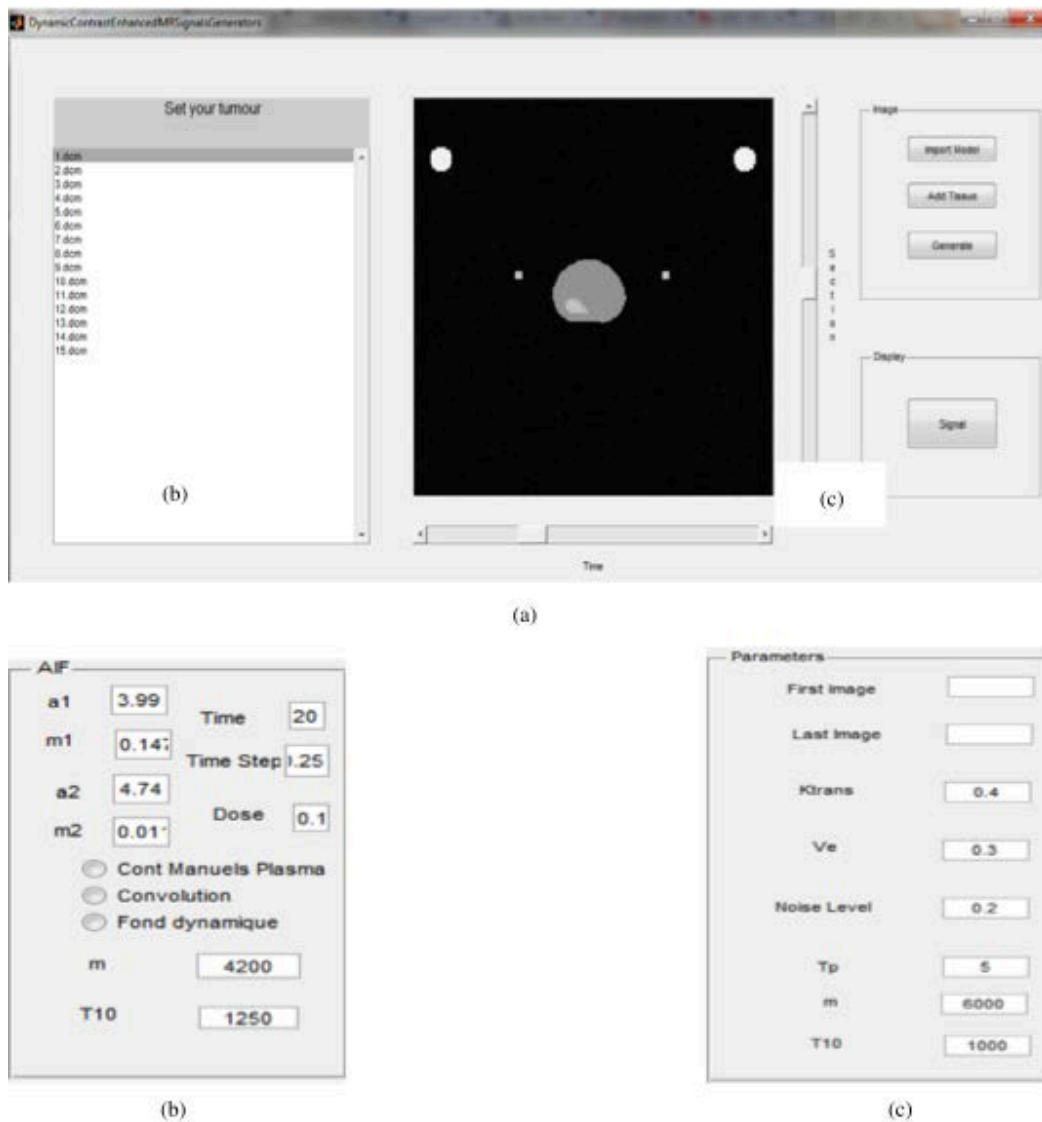 DynamicContrastEnhancedMRSignalsGenerators
Set your tumour
1.dcm
2.dcm
3.dcm
4.dcm
5.dcm
6.dcm
7.dcm
8.dcm
9.dcm
10.dcm
11.dcm
12.dcm
13.dcm
14.dcm
15.dcm
(b)
Time
Section
Image
Import Model
Add Tissue
Generate
Display
Signal
(c)
(a)
AIF
a1 3.99
m1 0.147
a2 4.74
m2 0.011
Time 20
Time Step .25
Dose 0.1
Cont Manuels Plasma
Convolution
Fond dynamique
m 4200
T10 1250
(b)
Parameters
First Image
Last Image
Ktrans 0.4
Ve 0.3
Noise Level 0.2
Tp 5
m 6000
T10 1000
(c)